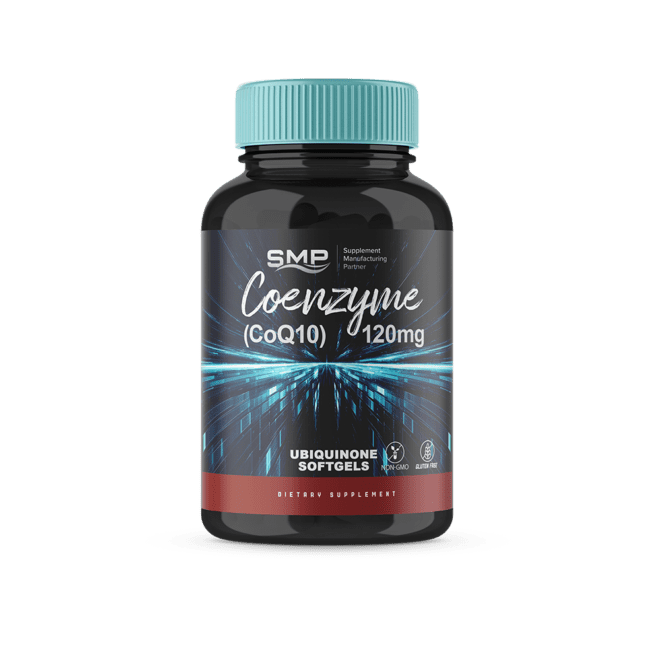 SMP
Supplement
Manufacturing
Partner
Coenzyme
(CoQ10) 120mg
UBIQUINONE
SOFTGELS
NON-GMO
GLUTEN FREE
DIETARY SUPPLEMENT